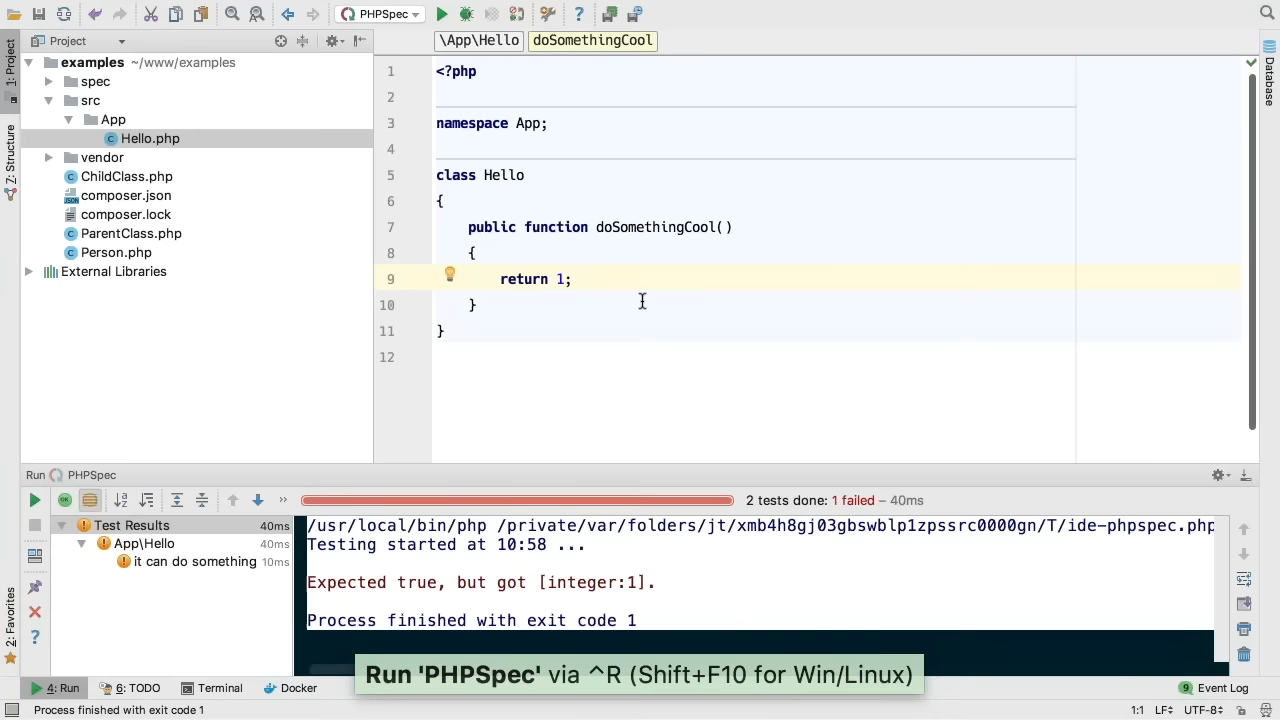 PHPSpec
1: Project
Project
\App\Hello
doSomethingCool
Database
examples ~/www/examples
spec
src
App
Hello.php
vendor
ChildClass.php
composer.json
composer.lock
ParentClass.php
Person.php
External Libraries
Z: Structure
1 <?php
2
3 namespace App;
4
5 class Hello
6 {
7 public function doSomethingCool()
8 {
9 return 1;
10 }
11 }
12
Run PHPSpec
2 tests done: 1 failed – 40ms
Test Results 40ms
App\Hello 40ms
it can do something 10ms
/usr/local/bin/php /private/var/folders/jt/xmb4h8gj03gbswblp1zpssrc0000gn/T/ide-phpspec.php
Testing started at 10:58 ...
Expected true, but got [integer:1].
Process finished with exit code 1
2: Favorites
Run 'PHPSpec' via ^R (Shift+F10 for Win/Linux)
4: Run
6: TODO
Terminal
Docker
9 Event Log
Process finished with exit code 1
1:1 LF UTF-8